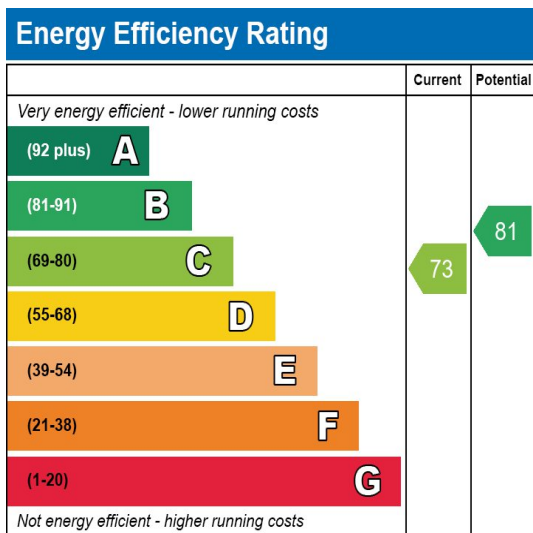 Energy Efficiency Rating
Current Potential
Very energy efficient - lower running costs
(92 plus) A
(81-91) B
81
(69-80) C
73
(55-68) D
(39-54) E
(21-38) F
(1-20) G
Not energy efficient - higher running costs